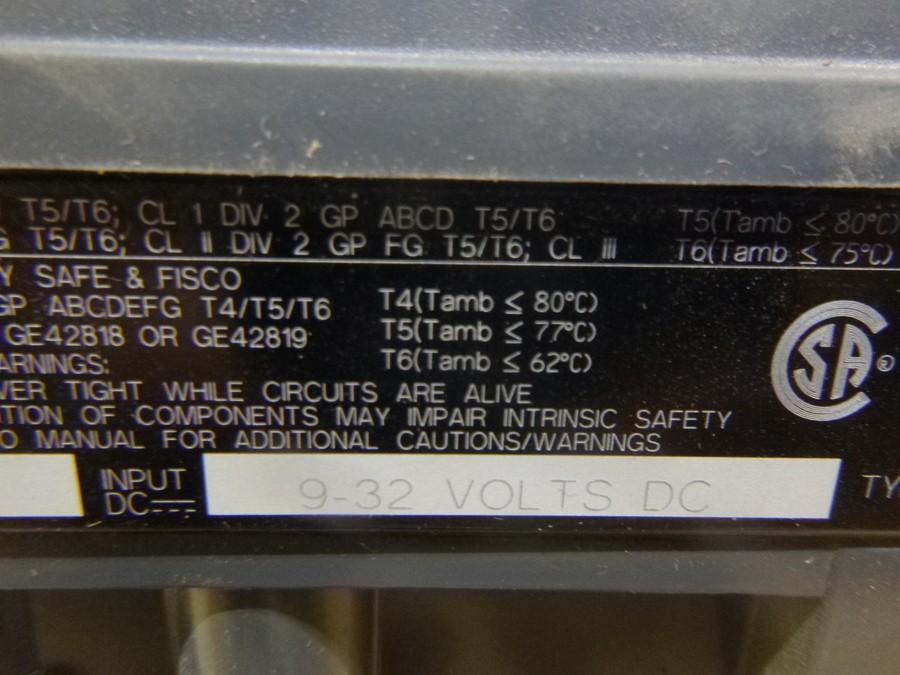 T5/T6; CL I DIV 2 GP ABCD T5/T6 T5(Tamb ≤ 80°C)
G T5/T6; CL II DIV 2 GP FG T5/T6; CL III T6(Tamb ≤ 75°C)
Y SAFE & FISCO
GP ABCDEFG T4/T5/T6 T4(Tamb ≤ 80°C)
GE42818 OR GE42819 T5(Tamb ≤ 77°C)
ARNINGS: T6(Tamb ≤ 62°C)
VER TIGHT WHILE CIRCUITS ARE ALIVE
TION OF COMPONENTS MAY IMPAIR INTRINSIC SAFETY
O MANUAL FOR ADDITIONAL CAUTIONS/WARNINGS
SA ®
INPUT
DC⎓ 9-32 VOLTS DC TY